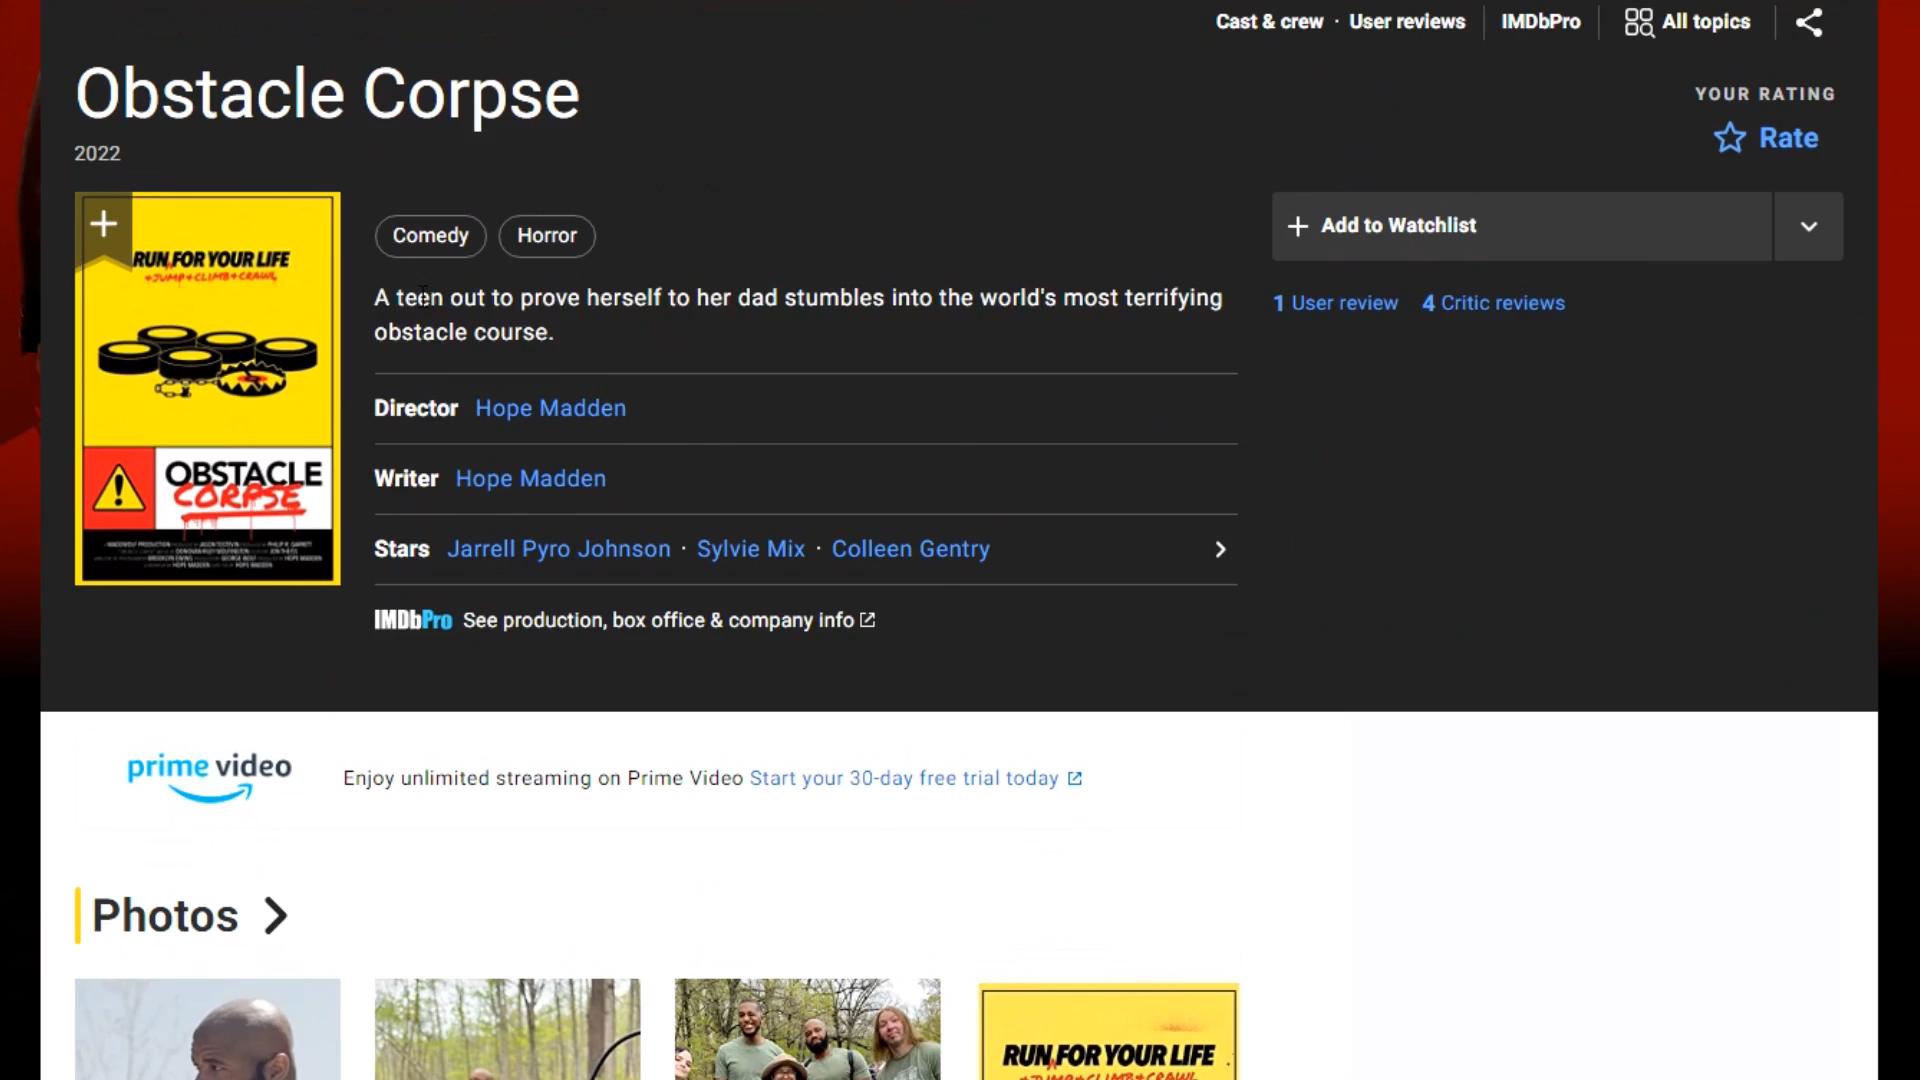 Cast & crew · User reviews IMDbPro All topics
Obstacle Corpse
2022
YOUR RATING
Rate
RUN FOR YOUR LIFE
+JUMP+CLIMB+CRAWL
OBSTACLE
CORPSE
Comedy Horror
A teen out to prove herself to her dad stumbles into the world's most terrifying
obstacle course.
Director Hope Madden
Writer Hope Madden
Stars Jarrell Pyro Johnson · Sylvie Mix · Colleen Gentry
IMDbPro See production, box office & company info
+ Add to Watchlist
1 User review 4 Critic reviews
prime video
Enjoy unlimited streaming on Prime Video Start your 30-day free trial today
Photos
RUN FOR YOUR LIFE
+JUMP+CLIMB+CRAWL